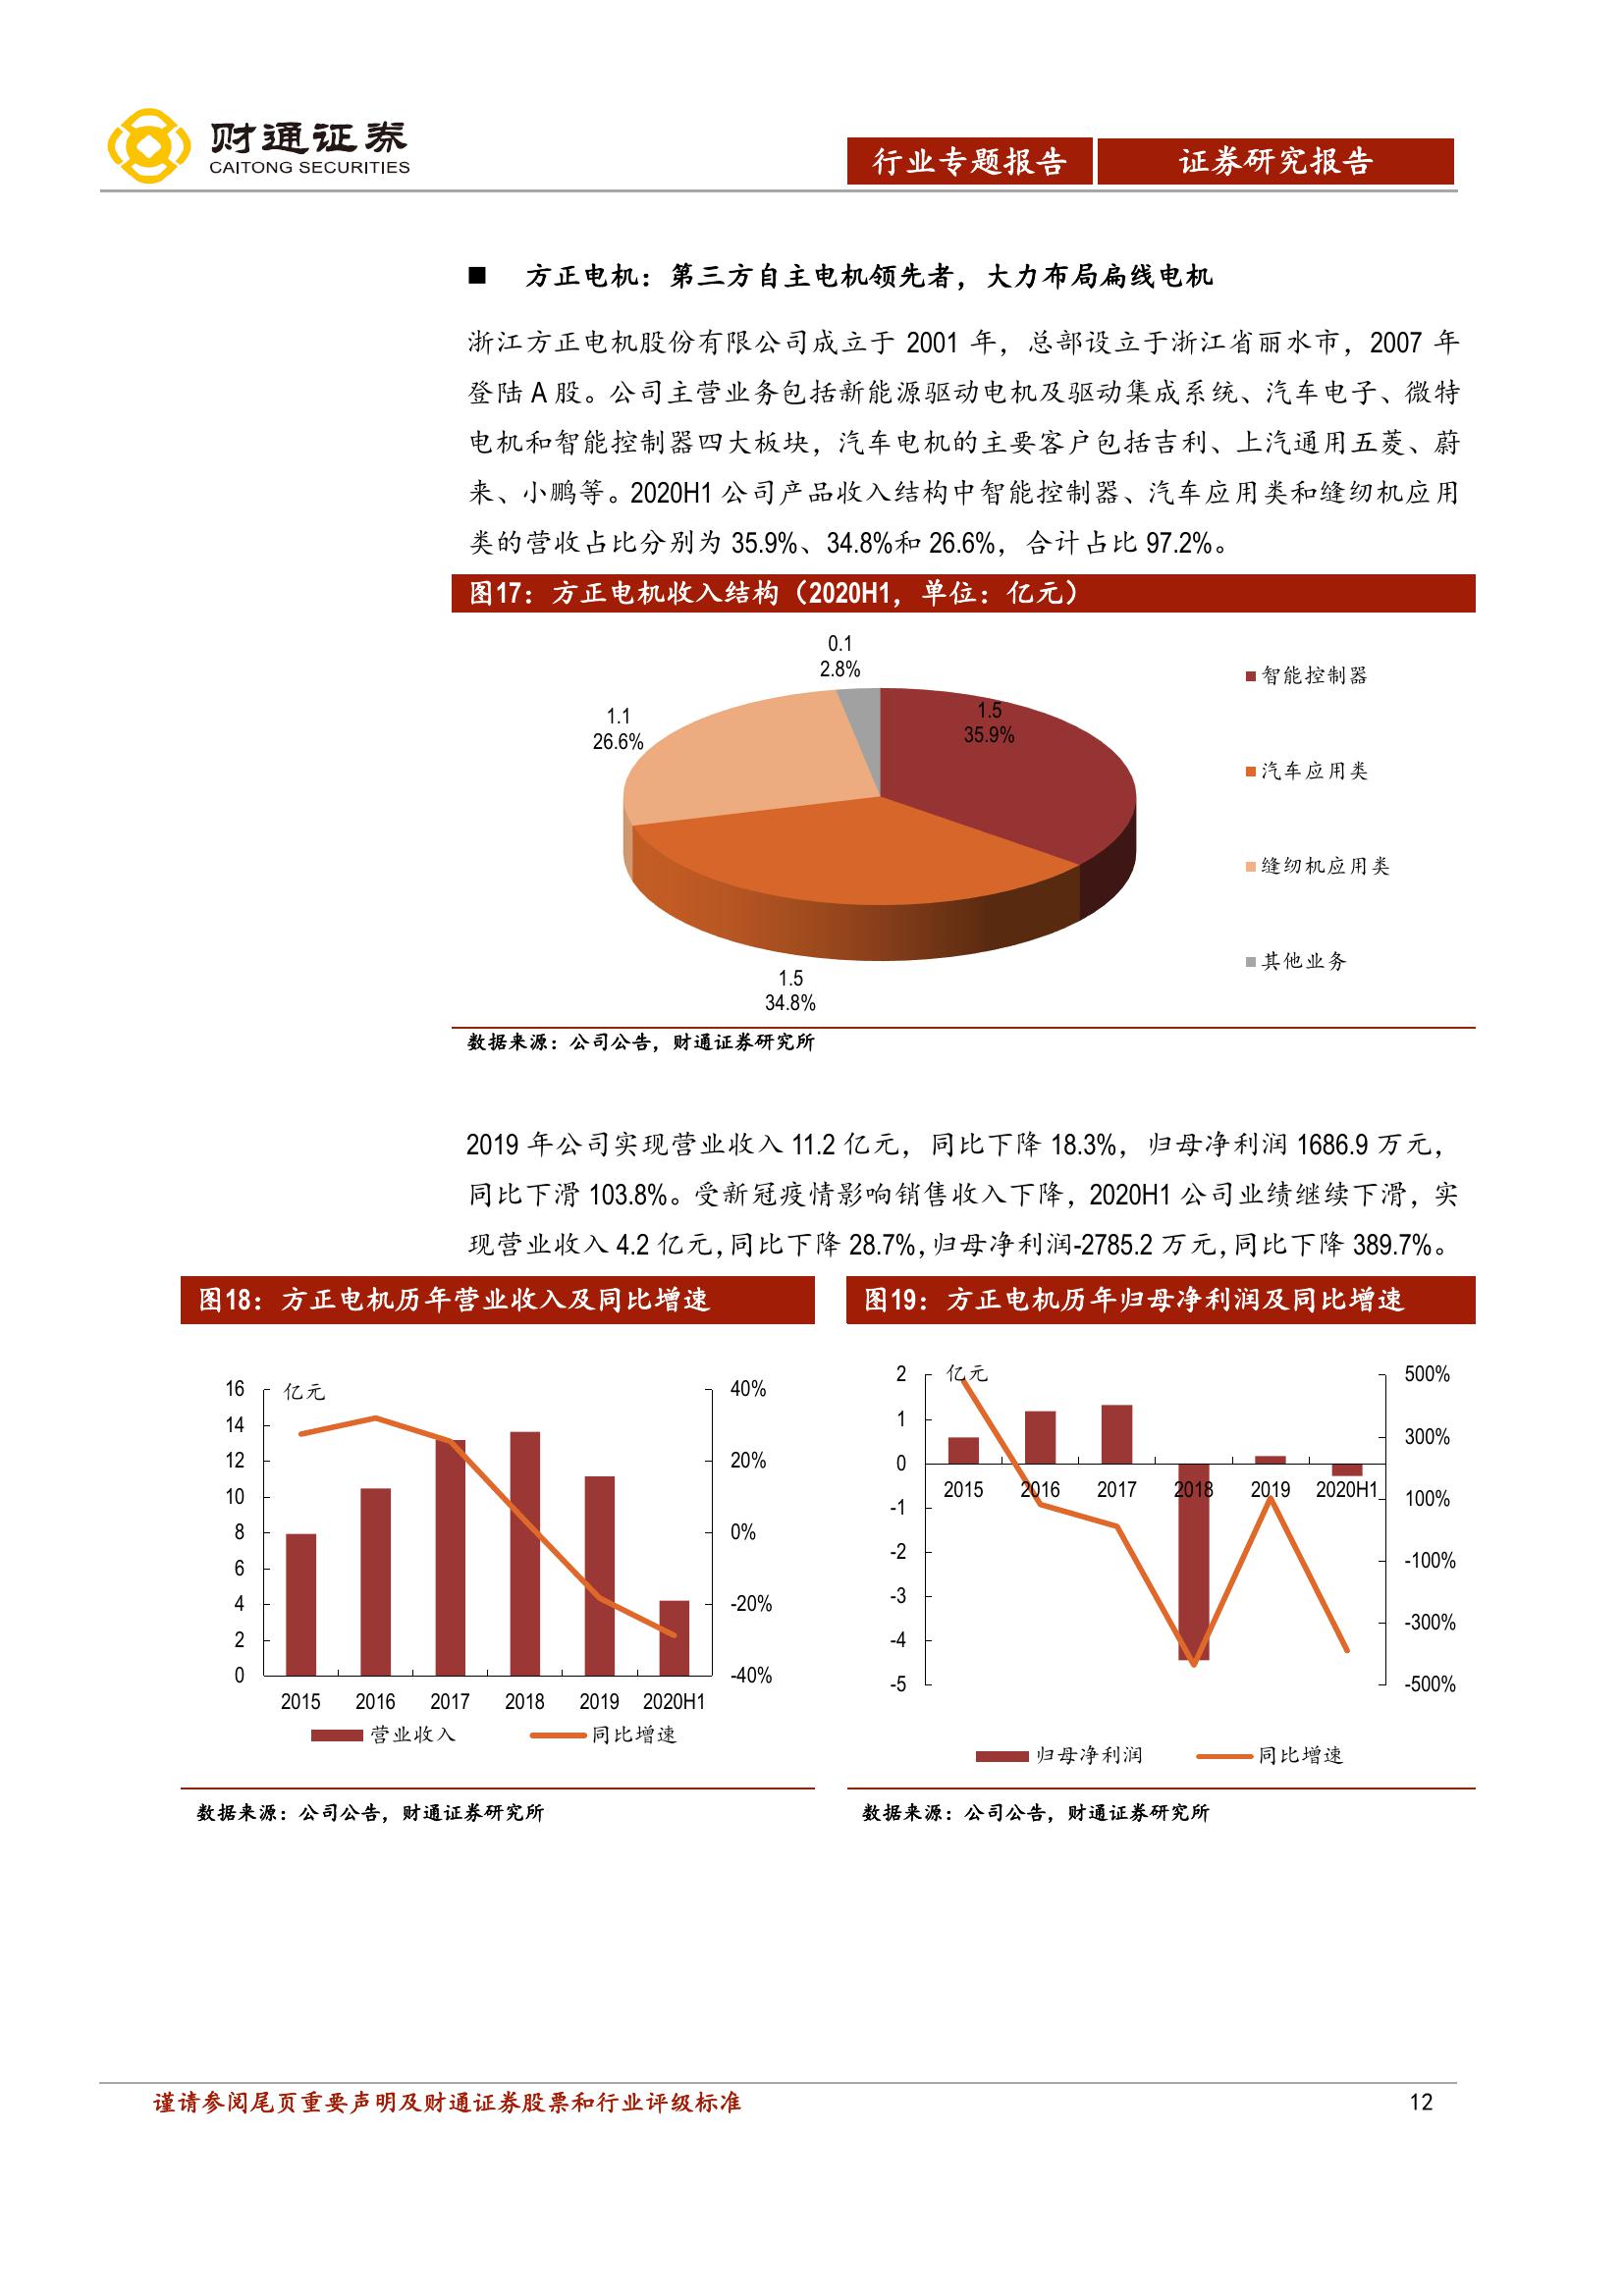 财通证券
CAITONG SECURITIES
行业专题报告 证券研究报告
■ 方正电机：第三方自主电机领先者，大力布局扁线电机
浙江方正电机股份有限公司成立于 2001 年，总部设立于浙江省丽水市，2007 年
登陆 A 股。公司主营业务包括新能源驱动电机及驱动集成系统、汽车电子、微特
电机和智能控制器四大板块，汽车电机的主要客户包括吉利、上汽通用五菱、蔚
来、小鹏等。2020H1 公司产品收入结构中智能控制器、汽车应用类和缝纫机应用
类的营收占比分别为 35.9%、34.8%和 26.6%，合计占比 97.2%。
图17：方正电机收入结构（2020H1，单位：亿元）
0.1
2.8%
1.5
35.9%
1.1
26.6%
1.5
34.8%
智能控制器
汽车应用类
缝纫机应用类
其他业务
数据来源：公司公告，财通证券研究所
2019 年公司实现营业收入 11.2 亿元，同比下降 18.3%，归母净利润 1686.9 万元，
同比下滑 103.8%。受新冠疫情影响销售收入下降，2020H1 公司业绩继续下滑，实
现营业收入 4.2 亿元，同比下降 28.7%，归母净利润-2785.2 万元，同比下降 389.7%。
图18：方正电机历年营业收入及同比增速
亿元
16
14
12
10
8
6
4
2
0
40%
20%
0%
-20%
-40%
2015 2016 2017 2018 2019 2020H1
营业收入 同比增速
数据来源：公司公告，财通证券研究所
图19：方正电机历年归母净利润及同比增速
亿元
2
1
0
-1
-2
-3
-4
-5
500%
300%
100%
-100%
-300%
-500%
2015 2016 2017 2018 2019 2020H1
归母净利润 同比增速
数据来源：公司公告，财通证券研究所
谨请参阅尾页重要声明及财通证券股票和行业评级标准 12